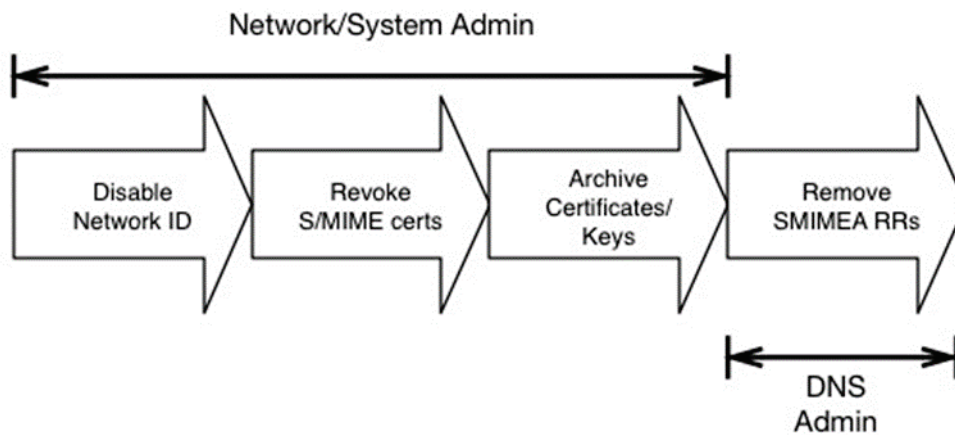 Network/System Admin
Disable
Network ID
Revoke
S/MIME certs
Archive
Certificates/
Keys
Remove
SMIMEA RRs
DNS
Admin